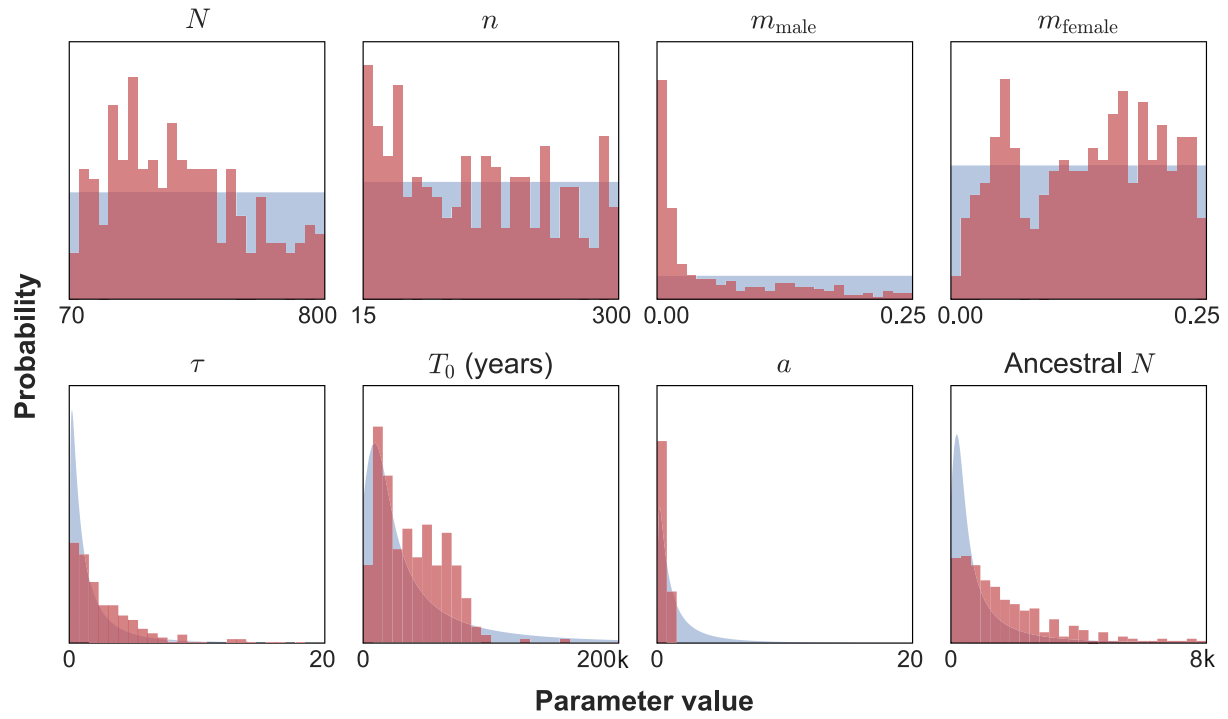 N
n
m_male
m_female
70 800
15 300
0.00 0.25
0.00 0.25
Probability
τ
T_0 (years)
a
Ancestral N
0 20
0 200k
0 20
0 8k
Parameter value